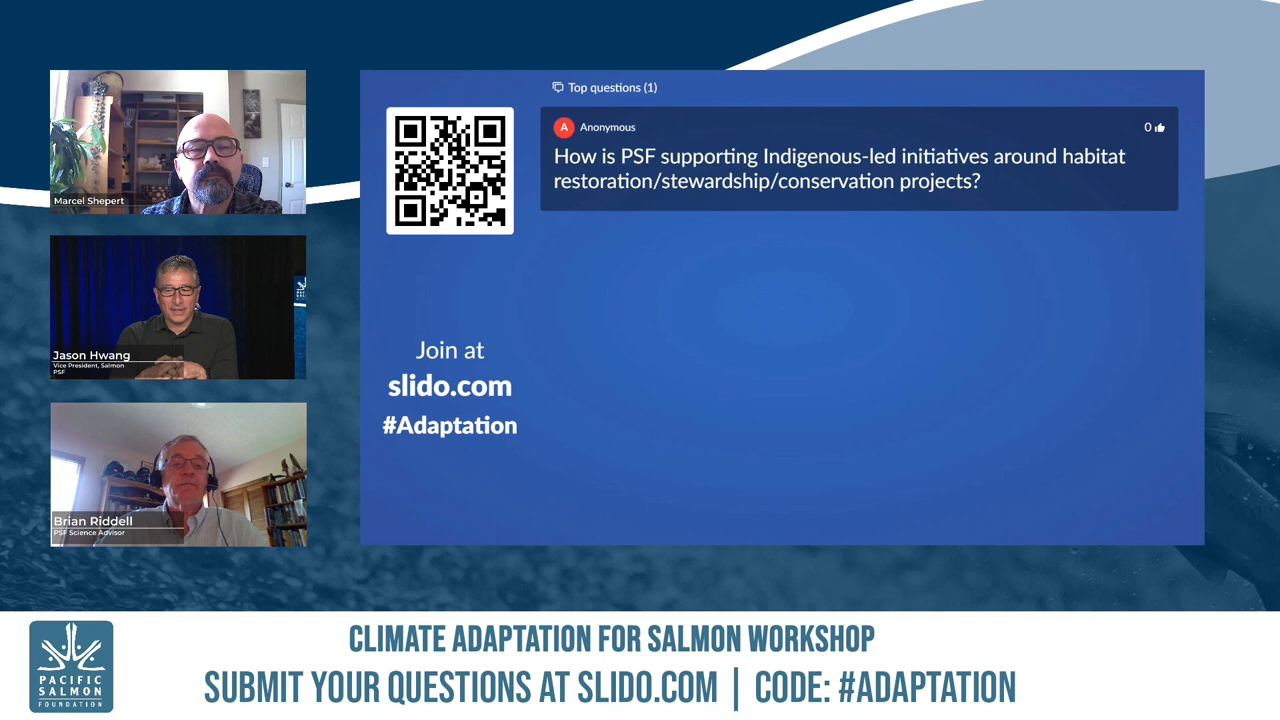 Marcel Shepert
Jason Hwang
Vice President, Salmon
PSF
Brian Riddell
PSF Science Advisor
Top questions (1)
A Anonymous 0
How is PSF supporting Indigenous-led initiatives around habitat
restoration/stewardship/conservation projects?
Join at
slido.com
#Adaptation
PACIFIC
SALMON
FOUNDATION
CLIMATE ADAPTATION FOR SALMON WORKSHOP
SUBMIT YOUR QUESTIONS AT SLIDO.COM | CODE: #ADAPTATION